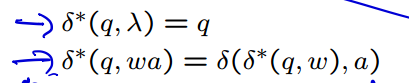 δ*(q, λ) = q
δ*(q, wa) = δ(δ*(q, w), a)